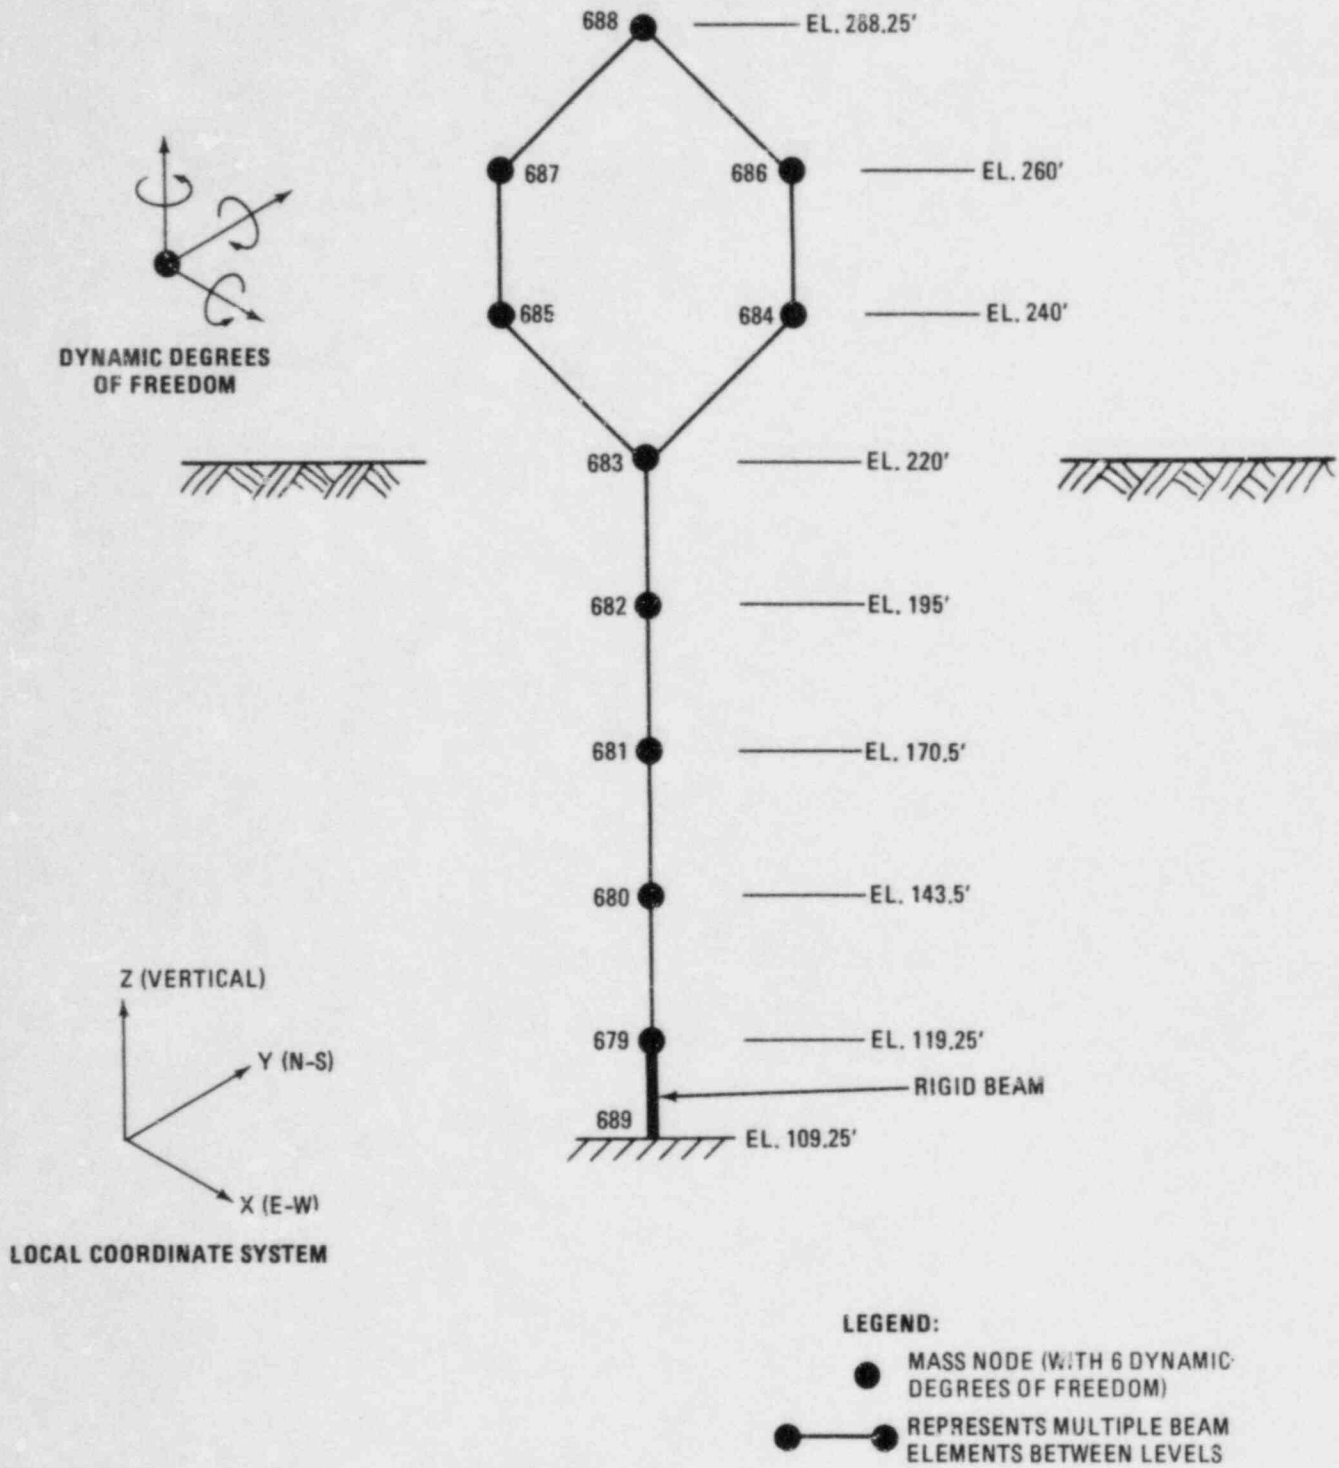 688
EL. 288.25'
687
686
EL. 260'
685
684
EL. 240'
DYNAMIC DEGREES
OF FREEDOM
683
EL. 220'
682
EL. 195'
681
EL. 170.5'
680
EL. 143.5'
Z (VERTICAL)
Y (N-S)
X (E-W)
LOCAL COORDINATE SYSTEM
679
EL. 119.25'
RIGID BEAM
689
EL. 109.25'
LEGEND:
MASS NODE (WITH 6 DYNAMIC
DEGREES OF FREEDOM)
REPRESENTS MULTIPLE BEAM
ELEMENTS BETWEEN LEVELS